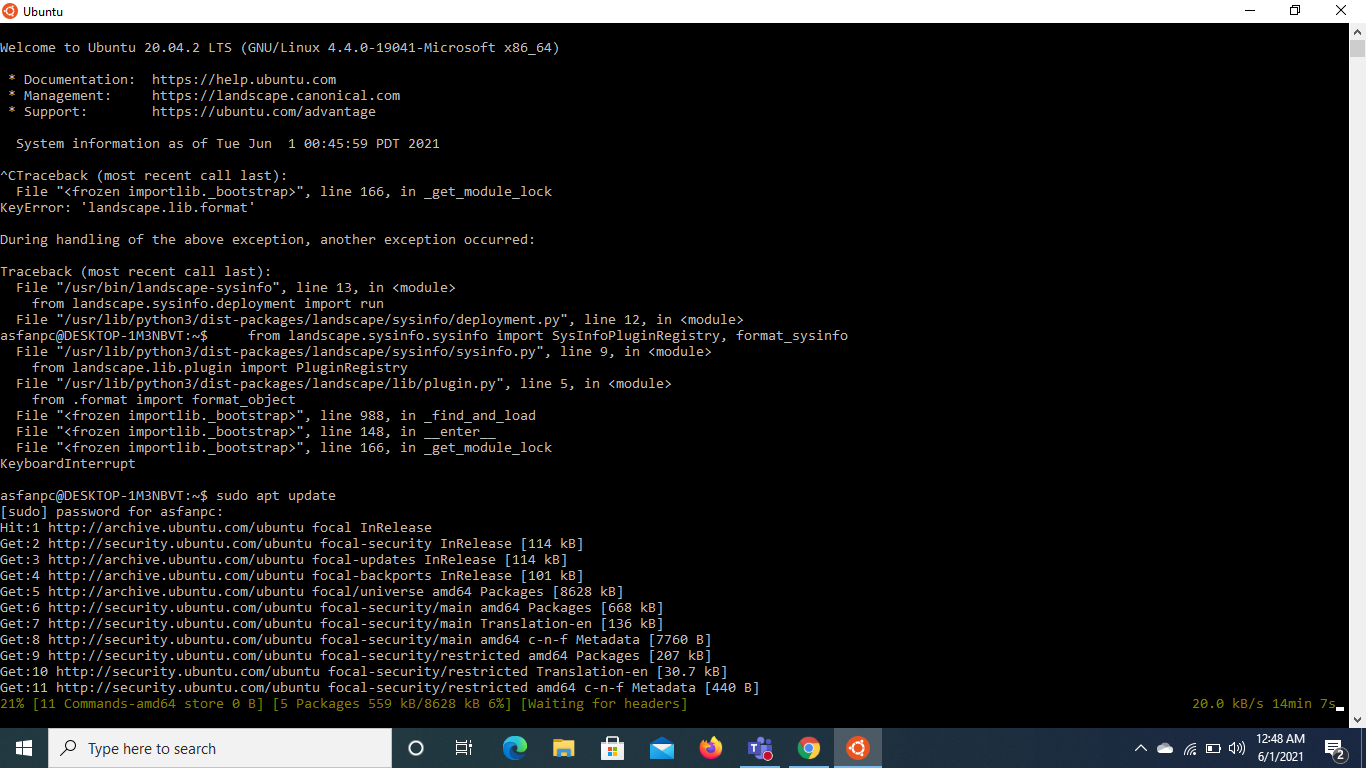 Ubuntu
Welcome to Ubuntu 20.04.2 LTS (GNU/Linux 4.4.0-19041-Microsoft x86_64)
* Documentation:  https://help.ubuntu.com
* Management:     https://landscape.canonical.com
* Support:        https://ubuntu.com/advantage
System information as of Tue Jun  1 00:45:59 PDT 2021
^CTraceback (most recent call last):
File "<frozen importlib._bootstrap>", line 166, in _get_module_lock
KeyError: 'landscape.lib.format'
During handling of the above exception, another exception occurred:
Traceback (most recent call last):
File "/usr/bin/landscape-sysinfo", line 13, in <module>
from landscape.sysinfo.deployment import run
File "/usr/lib/python3/dist-packages/landscape/sysinfo/deployment.py", line 12, in <module>
asfanpc@DESKTOP-1M3NBVT:~$     from landscape.sysinfo.sysinfo import SysInfoPluginRegistry, format_sysinfo
File "/usr/lib/python3/dist-packages/landscape/sysinfo/sysinfo.py", line 9, in <module>
from landscape.lib.plugin import PluginRegistry
File "/usr/lib/python3/dist-packages/landscape/lib/plugin.py", line 5, in <module>
from .format import format_object
File "<frozen importlib._bootstrap>", line 988, in _find_and_load
File "<frozen importlib._bootstrap>", line 148, in __enter__
File "<frozen importlib._bootstrap>", line 166, in _get_module_lock
KeyboardInterrupt
asfanpc@DESKTOP-1M3NBVT:~$ sudo apt update
[sudo] password for asfanpc:
Hit:1 http://archive.ubuntu.com/ubuntu focal InRelease
Get:2 http://security.ubuntu.com/ubuntu focal-security InRelease [114 kB]
Get:3 http://archive.ubuntu.com/ubuntu focal-updates InRelease [114 kB]
Get:4 http://archive.ubuntu.com/ubuntu focal-backports InRelease [101 kB]
Get:5 http://archive.ubuntu.com/ubuntu focal/universe amd64 Packages [8628 kB]
Get:6 http://security.ubuntu.com/ubuntu focal-security/main amd64 Packages [668 kB]
Get:7 http://security.ubuntu.com/ubuntu focal-security/main Translation-en [136 kB]
Get:8 http://security.ubuntu.com/ubuntu focal-security/main amd64 c-n-f Metadata [7760 B]
Get:9 http://security.ubuntu.com/ubuntu focal-security/restricted amd64 Packages [207 kB]
Get:10 http://security.ubuntu.com/ubuntu focal-security/restricted Translation-en [30.7 kB]
Get:11 http://security.ubuntu.com/ubuntu focal-security/restricted amd64 c-n-f Metadata [440 B]
21% [11 Commands-amd64 store 0 B] [5 Packages 559 kB/8628 kB 6%] [Waiting for headers] 20.0 kB/s 14min 7s
Type here to search
12:48 AM
6/1/2021
2